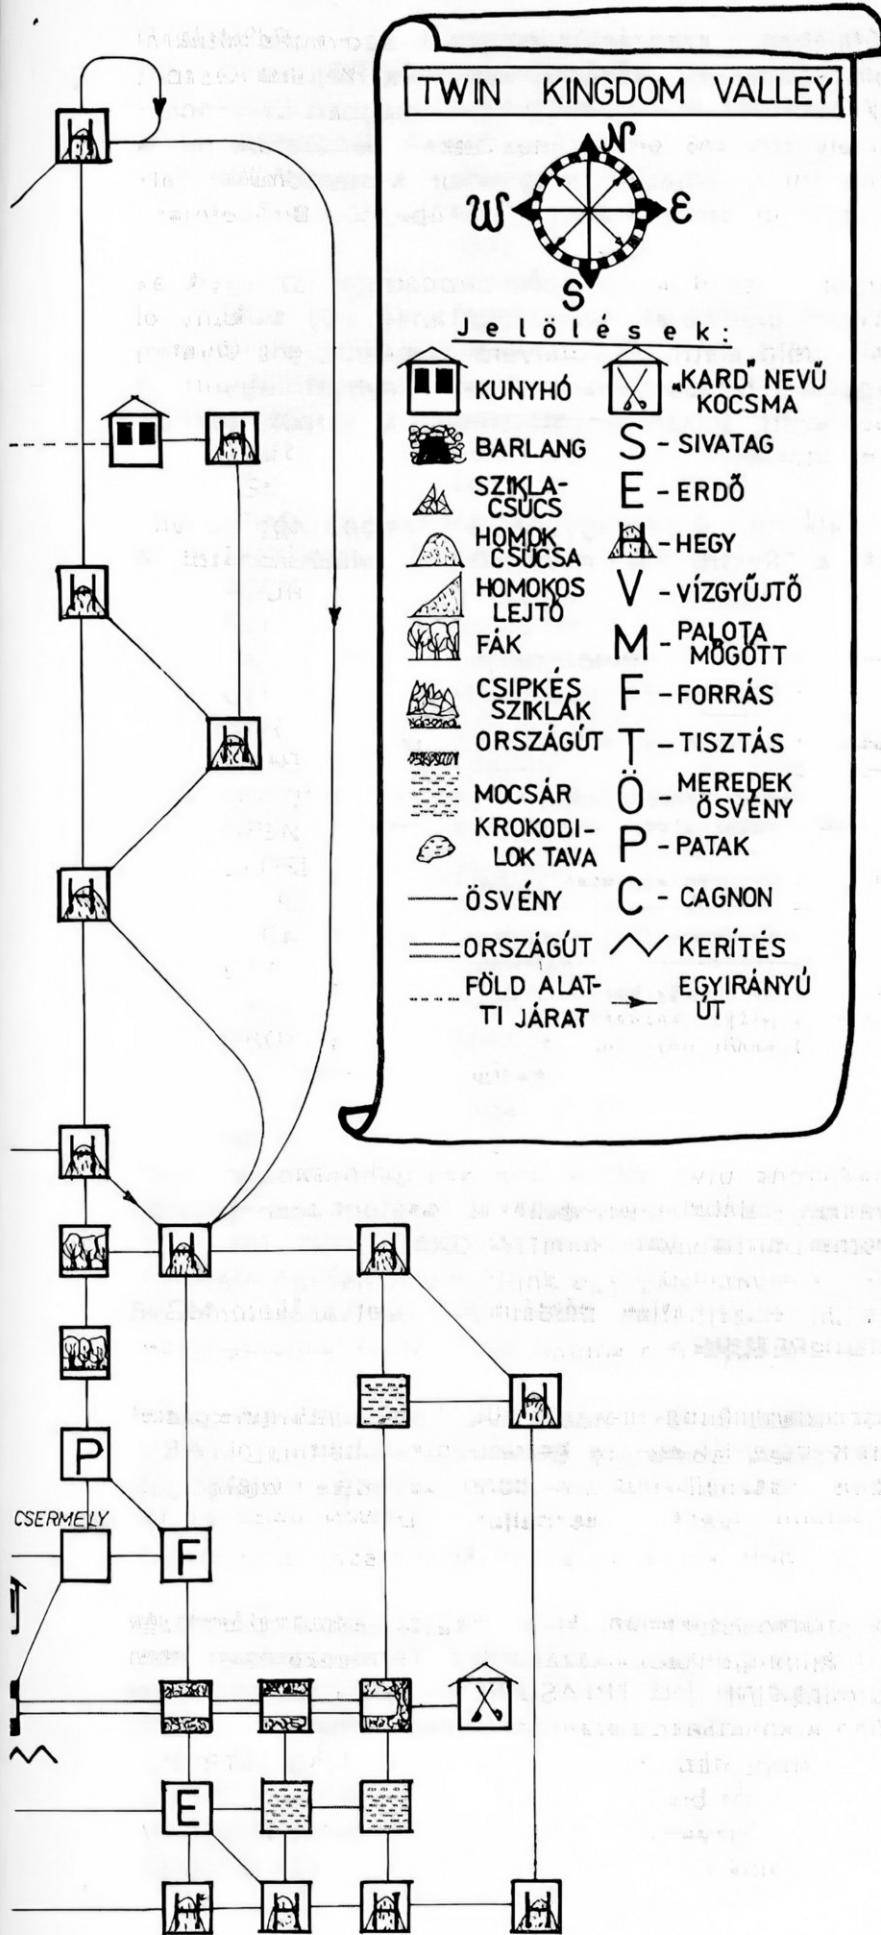 TWIN KINGDOM VALLEY
N
W
E
S
Jelölések:
KUNYHÓ
"KARD" NEVŰ
KOCSMA
BARLANG
S - SIVATAG
SZIKLA-
CSÚCS
E - ERDŐ
HOMOK
CSÚCSA
- HEGY
HOMOKOS
LEJTŐ
V - VÍZGYŰJTŐ
FÁK
M - PALOTA
MÖGÖTT
CSIPKÉS
SZIKLÁK
F - FORRÁS
ORSZÁGÚT
T - TISZTÁS
MOCSÁR
Ö - MEREDEK
ÖSVÉNY
KROKODI-
LOK TAVA
P - PATAK
ÖSVÉNY
C - CAGNON
ORSZÁGÚT
KERÍTÉS
FÖLD ALAT-
TI JÁRAT
EGYIRÁNYÚ
ÚT
P
CSERMELY
F
E